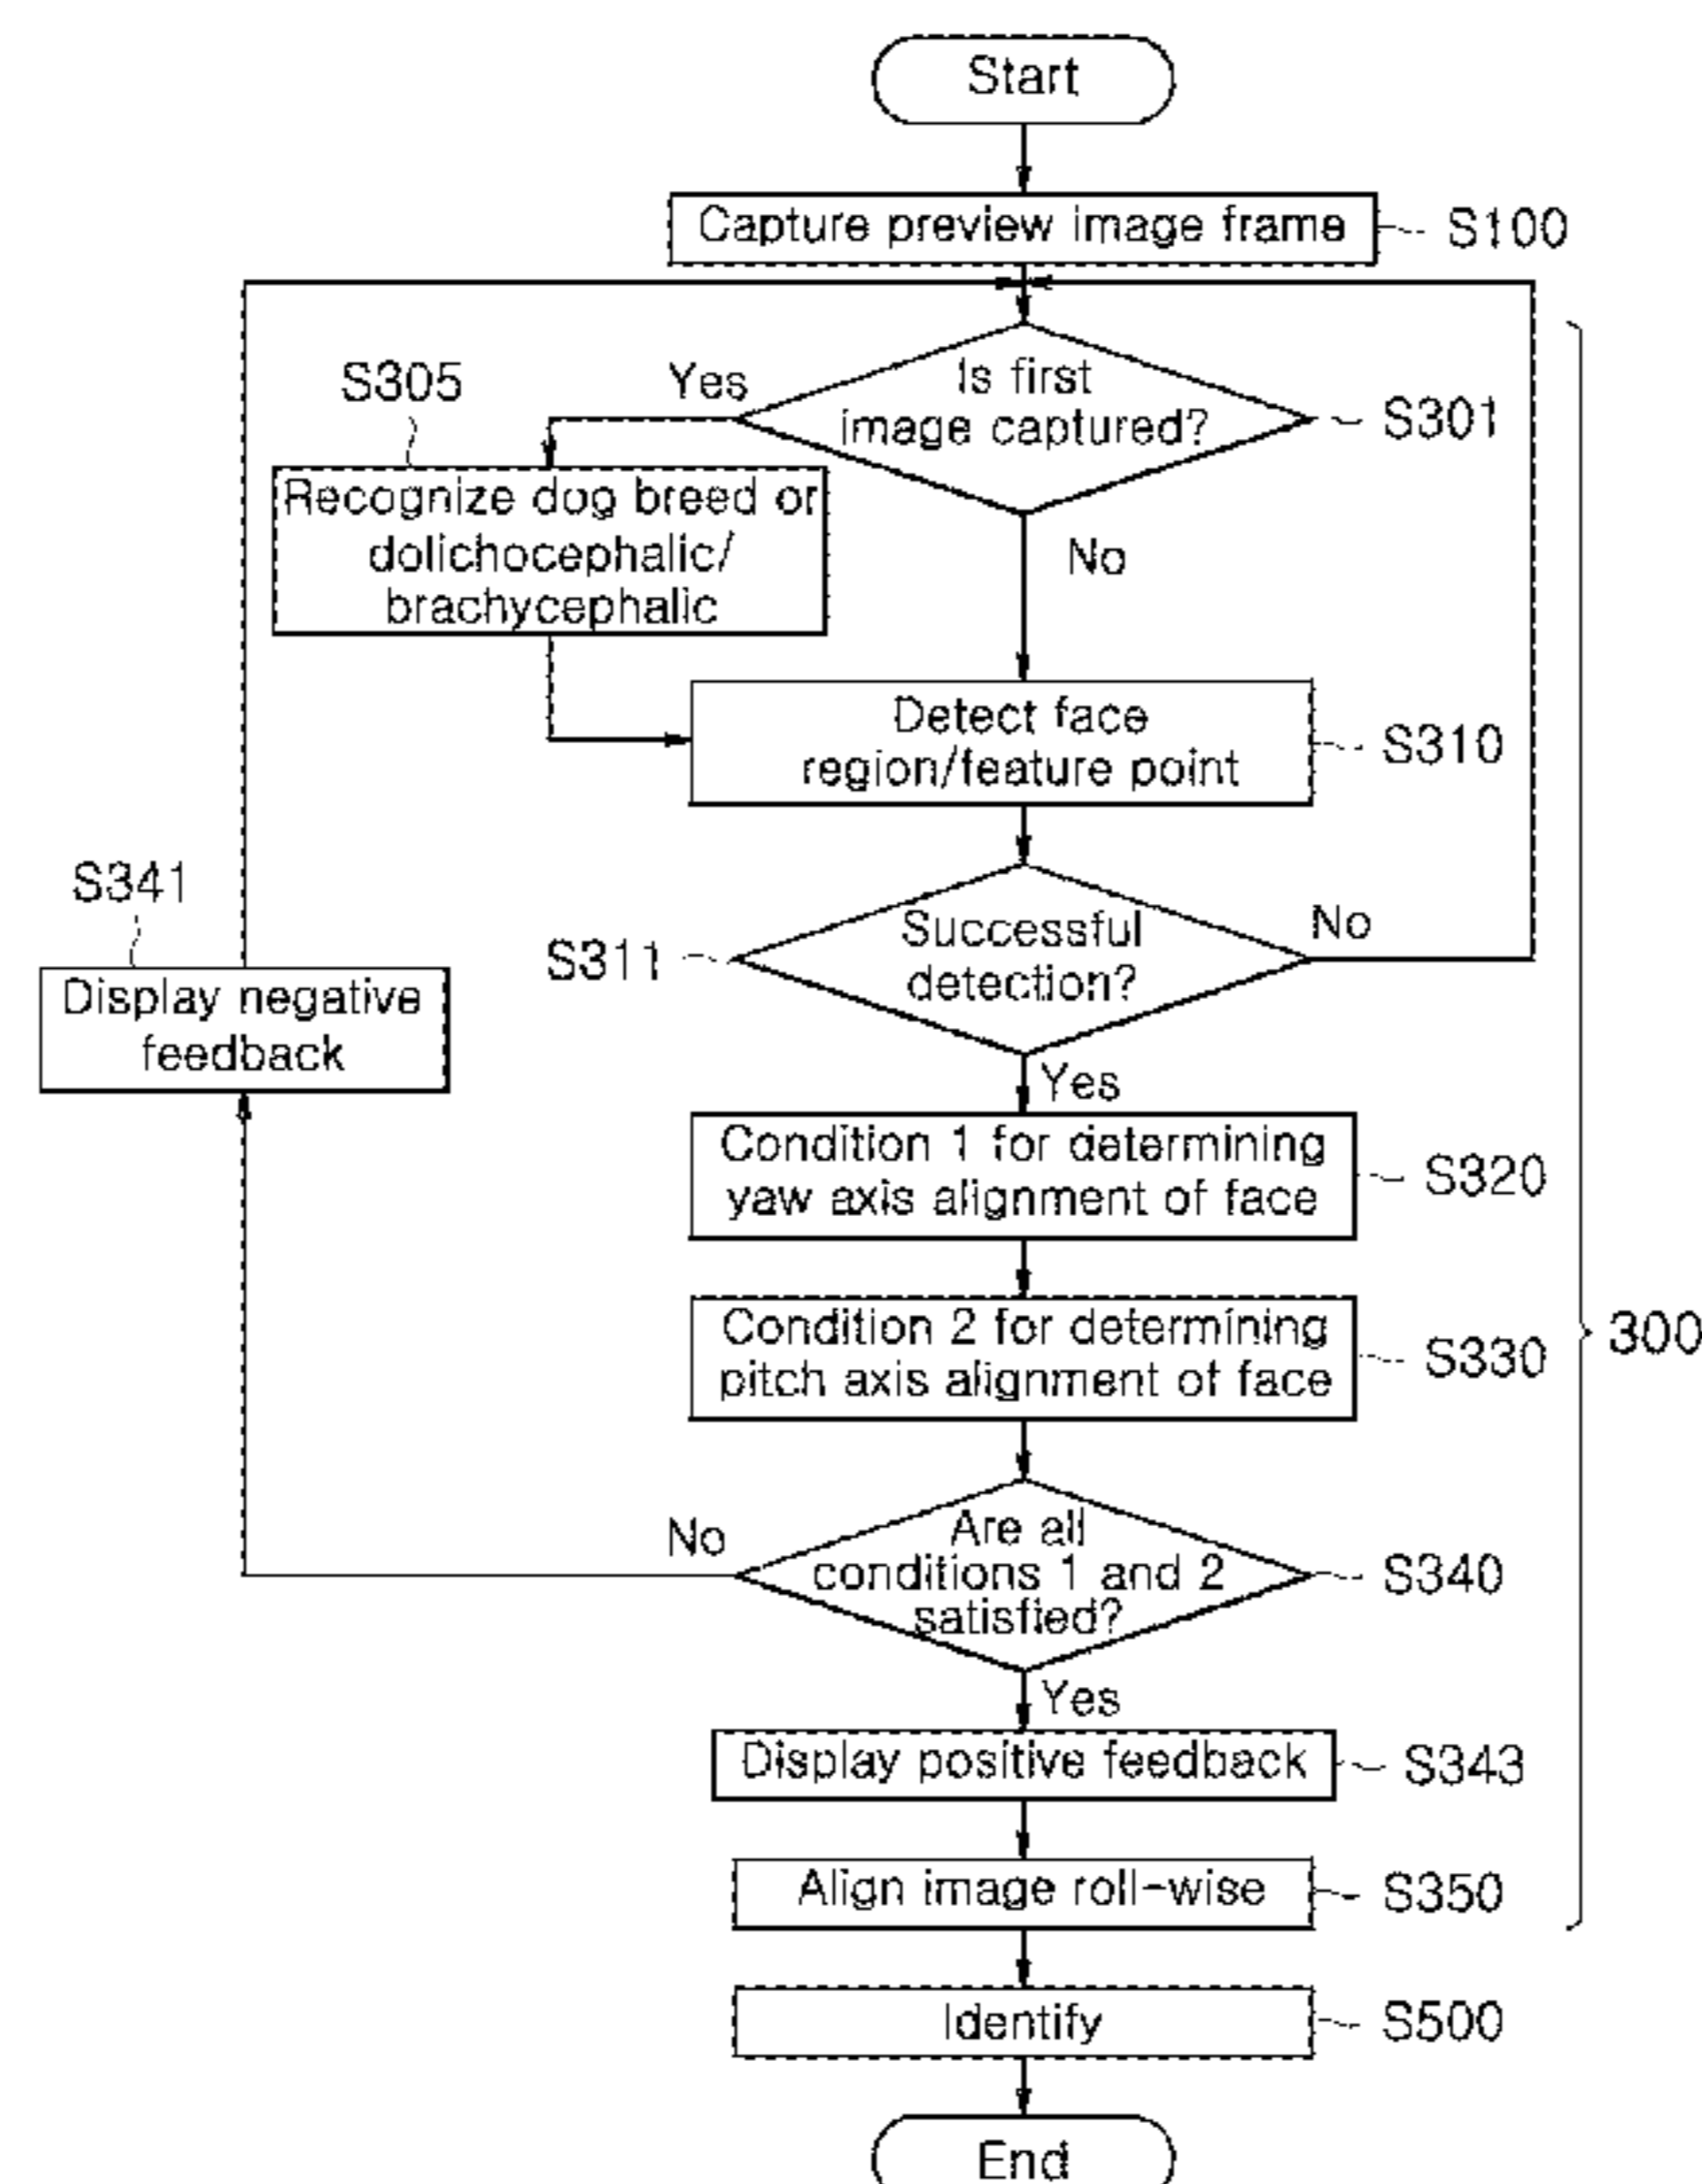 Start
Capture preview image frame
S100
S305
Yes
Is first
image captured?
S301
Recognize dog breed or
dolichocephalic/
brachycephalic
No
Detect face
region/feature point
S310
S341
Successful
detection?
No
S311
Display negative
feedback
Yes
Condition 1 for determining
yaw axis alignment of face
S320
Condition 2 for determining
pitch axis alignment of face
S330
300
No
Are all
conditions 1 and 2
satisfied?
S340
Yes
Display positive feedback
S343
Align image roll-wise
S350
Identify
S500
End